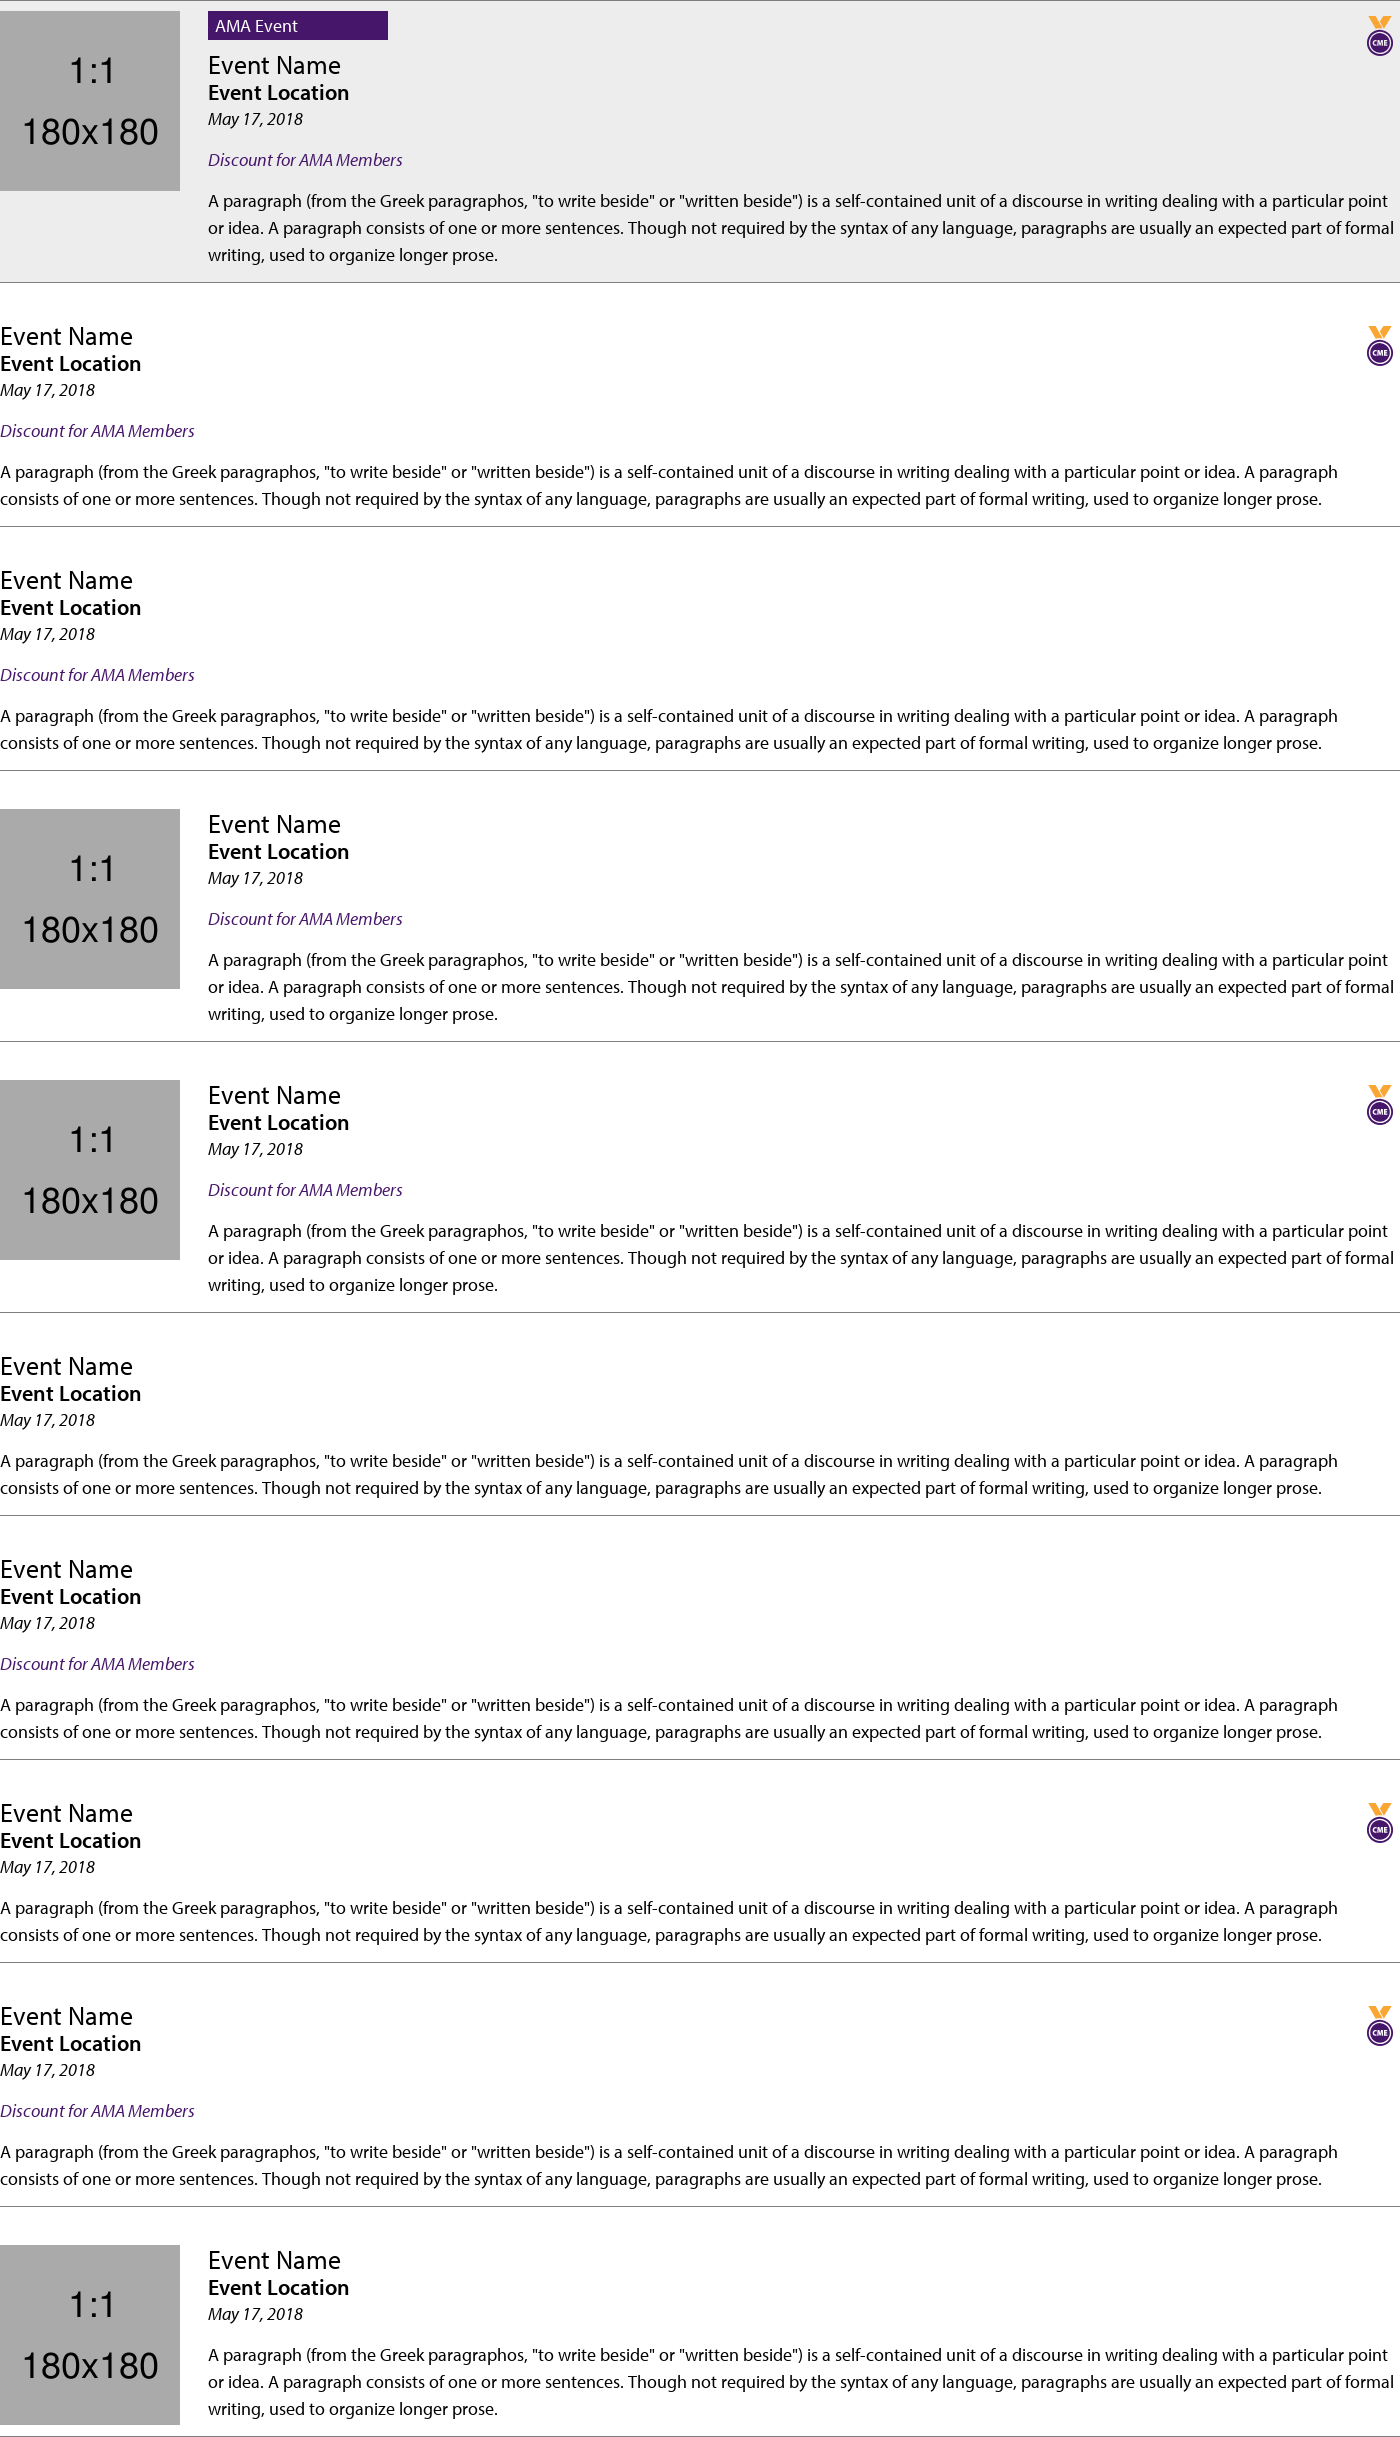 1:1
180x180
AMA Event
CME
Event Name
Event Location
May 17, 2018
Discount for AMA Members
A paragraph (from the Greek paragraphos, "to write beside" or "written beside") is a self-contained unit of a discourse in writing dealing with a particular point
or idea. A paragraph consists of one or more sentences. Though not required by the syntax of any language, paragraphs are usually an expected part of formal
writing, used to organize longer prose.
Event Name
CME
Event Location
May 17, 2018
Discount for AMA Members
A paragraph (from the Greek paragraphos, "to write beside" or "written beside") is a self-contained unit of a discourse in writing dealing with a particular point or idea. A paragraph
consists of one or more sentences. Though not required by the syntax of any language, paragraphs are usually an expected part of formal writing, used to organize longer prose.
Event Name
Event Location
May 17, 2018
Discount for AMA Members
A paragraph (from the Greek paragraphos, "to write beside" or "written beside") is a self-contained unit of a discourse in writing dealing with a particular point or idea. A paragraph
consists of one or more sentences. Though not required by the syntax of any language, paragraphs are usually an expected part of formal writing, used to organize longer prose.
1:1
180x180
Event Name
Event Location
May 17, 2018
Discount for AMA Members
A paragraph (from the Greek paragraphos, "to write beside" or "written beside") is a self-contained unit of a discourse in writing dealing with a particular point
or idea. A paragraph consists of one or more sentences. Though not required by the syntax of any language, paragraphs are usually an expected part of formal
writing, used to organize longer prose.
1:1
180x180
Event Name
CME
Event Location
May 17, 2018
Discount for AMA Members
A paragraph (from the Greek paragraphos, "to write beside" or "written beside") is a self-contained unit of a discourse in writing dealing with a particular point
or idea. A paragraph consists of one or more sentences. Though not required by the syntax of any language, paragraphs are usually an expected part of formal
writing, used to organize longer prose.
Event Name
Event Location
May 17, 2018
A paragraph (from the Greek paragraphos, "to write beside" or "written beside") is a self-contained unit of a discourse in writing dealing with a particular point or idea. A paragraph
consists of one or more sentences. Though not required by the syntax of any language, paragraphs are usually an expected part of formal writing, used to organize longer prose.
Event Name
Event Location
May 17, 2018
Discount for AMA Members
A paragraph (from the Greek paragraphos, "to write beside" or "written beside") is a self-contained unit of a discourse in writing dealing with a particular point or idea. A paragraph
consists of one or more sentences. Though not required by the syntax of any language, paragraphs are usually an expected part of formal writing, used to organize longer prose.
Event Name
CME
Event Location
May 17, 2018
A paragraph (from the Greek paragraphos, "to write beside" or "written beside") is a self-contained unit of a discourse in writing dealing with a particular point or idea. A paragraph
consists of one or more sentences. Though not required by the syntax of any language, paragraphs are usually an expected part of formal writing, used to organize longer prose.
Event Name
CME
Event Location
May 17, 2018
Discount for AMA Members
A paragraph (from the Greek paragraphos, "to write beside" or "written beside") is a self-contained unit of a discourse in writing dealing with a particular point or idea. A paragraph
consists of one or more sentences. Though not required by the syntax of any language, paragraphs are usually an expected part of formal writing, used to organize longer prose.
1:1
180x180
Event Name
Event Location
May 17, 2018
A paragraph (from the Greek paragraphos, "to write beside" or "written beside") is a self-contained unit of a discourse in writing dealing with a particular point
or idea. A paragraph consists of one or more sentences. Though not required by the syntax of any language, paragraphs are usually an expected part of formal
writing, used to organize longer prose.